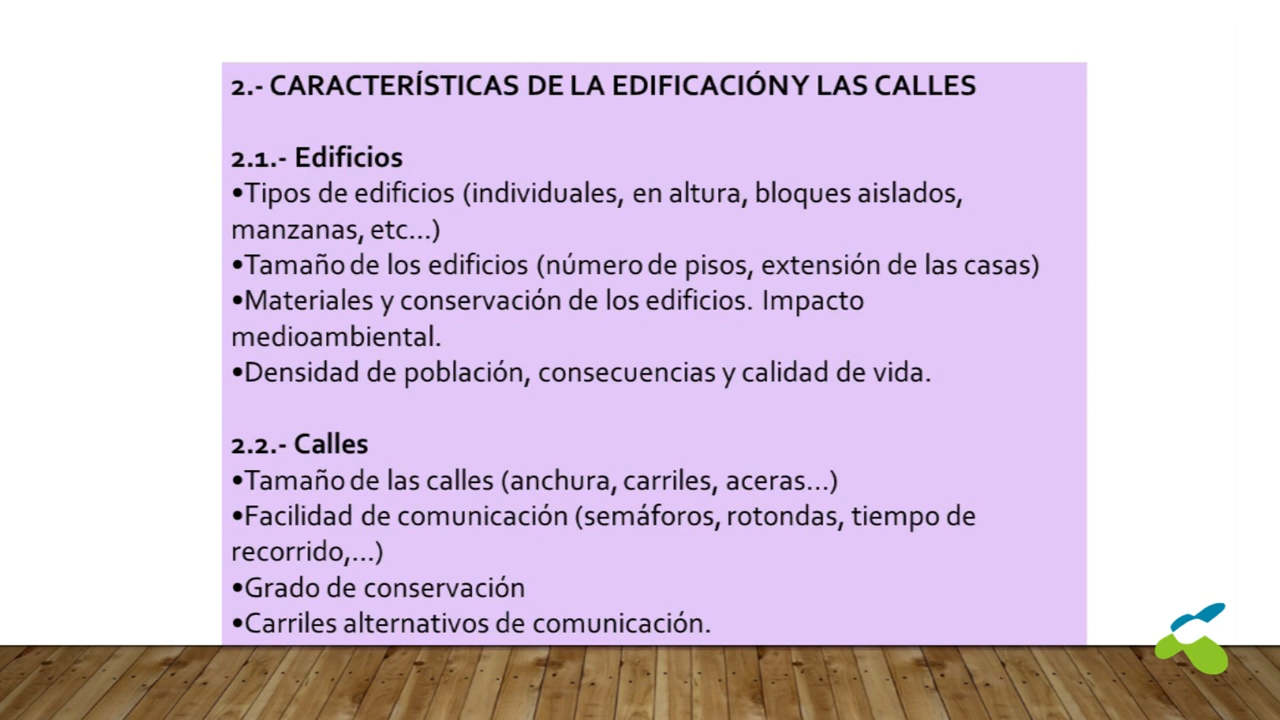 2.- CARACTERÍSTICAS DE LA EDIFICACIÓN Y LAS CALLES
2.1.- Edificios
•Tipos de edificios (individuales, en altura, bloques aislados,
manzanas, etc...)
•Tamaño de los edificios (número de pisos, extensión de las casas)
•Materiales y conservación de los edificios. Impacto
medioambiental.
•Densidad de población, consecuencias y calidad de vida.
2.2.- Calles
•Tamaño de las calles (anchura, carriles, aceras...)
•Facilidad de comunicación (semáforos, rotondas, tiempo de
recorrido,...)
•Grado de conservación
•Carriles alternativos de comunicación.